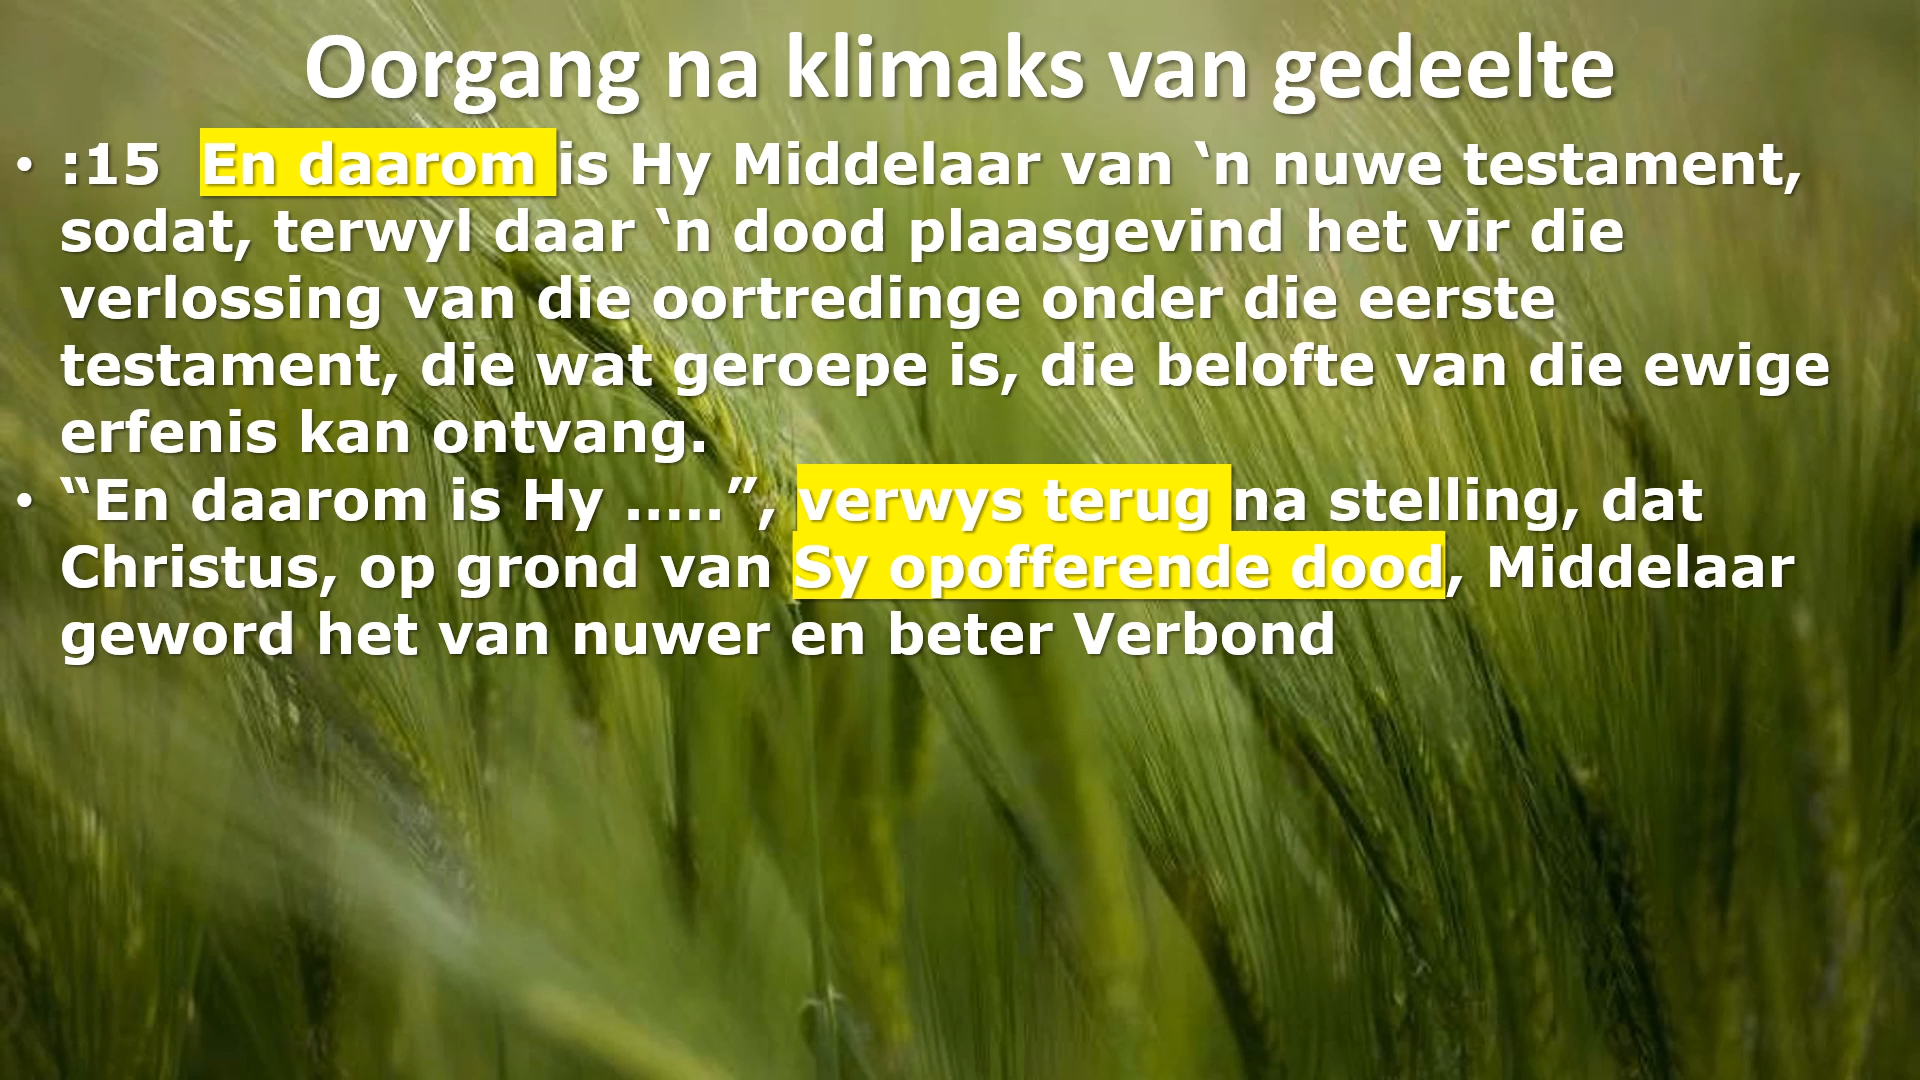 Oorgang na klimaks van gedeelte
• :15  En daarom is Hy Middelaar van ‘n nuwe testament,
sodat, terwyl daar ‘n dood plaasgevind het vir die
verlossing van die oortredinge onder die eerste
testament, die wat geroepe is, die belofte van die ewige
erfenis kan ontvang.
• “En daarom is Hy …..”, verwys terug na stelling, dat
Christus, op grond van Sy opofferende dood, Middelaar
geword het van nuwer en beter Verbond